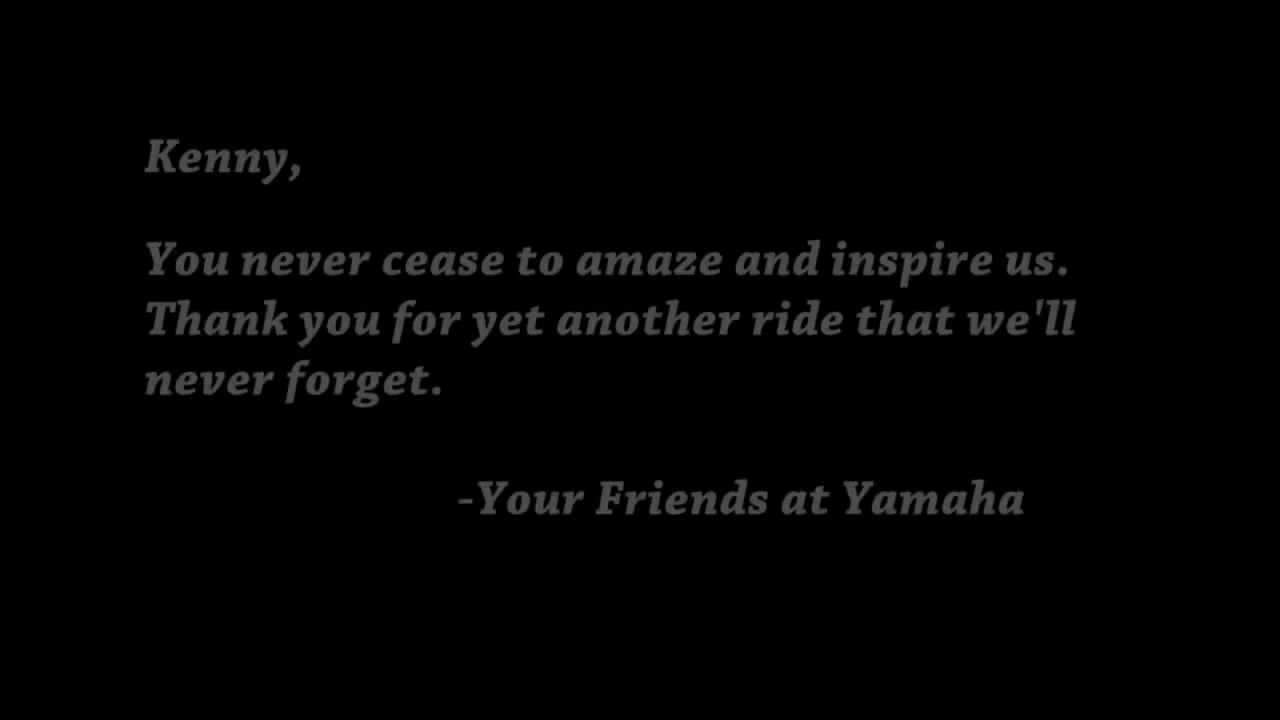 Kenny,
You never cease to amaze and inspire us.
Thank you for yet another ride that we'll
never forget.
-Your Friends at Yamaha